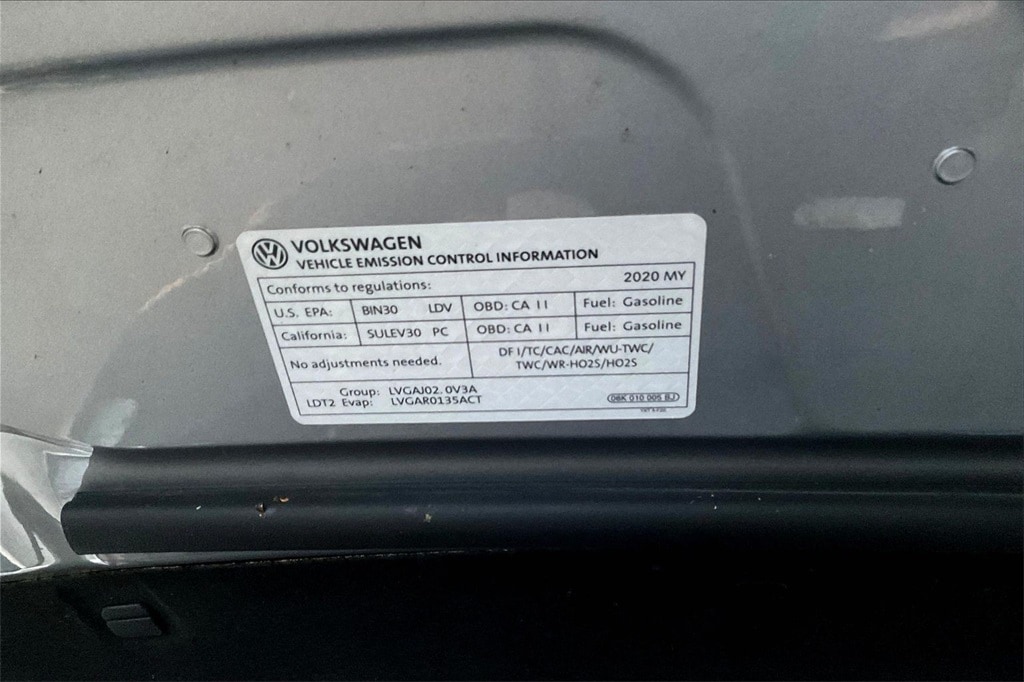 VOLKSWAGEN
VEHICLE EMISSION CONTROL INFORMATION
Conforms to regulations: 2020 MY
U.S. EPA: BIN30 LDV OBD: CA II Fuel: Gasoline
California: SULEV30 PC OBD: CA II Fuel: Gasoline
No adjustments needed. DFI/TC/CAC/AIR/WU-TWC/
TWC/WR-HO2S/HO2S
Group: LVGAJ02.0V3A
LDT2 Evap: LVGAR0135ACT
06K 010 005 BJ